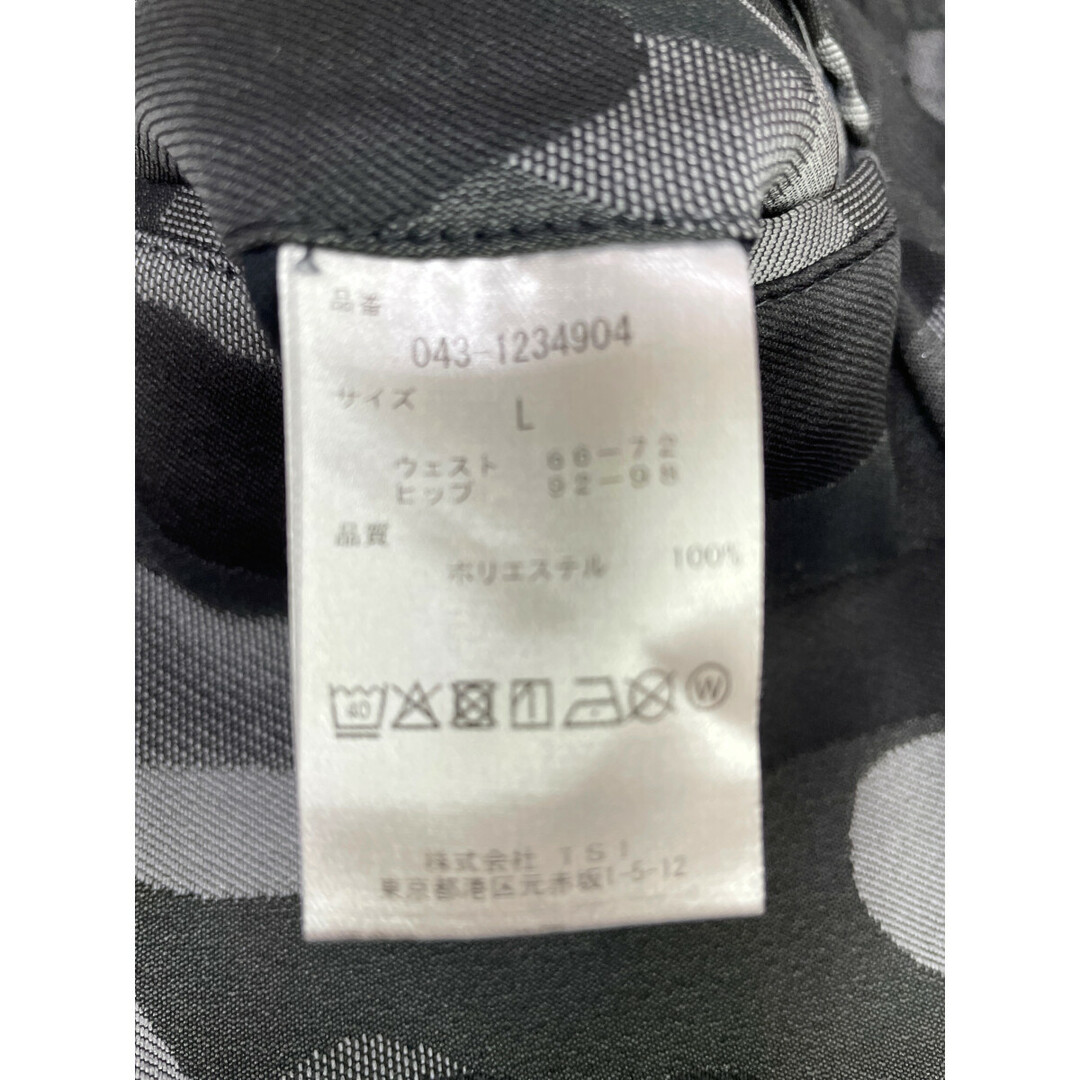 品番
043-1234904
サイズ
L
ウェスト 66-72
ヒップ 92-98
品質
ポリエステル 100%
40
W
株式会社 TSI
東京都港区元赤坂1-5-12